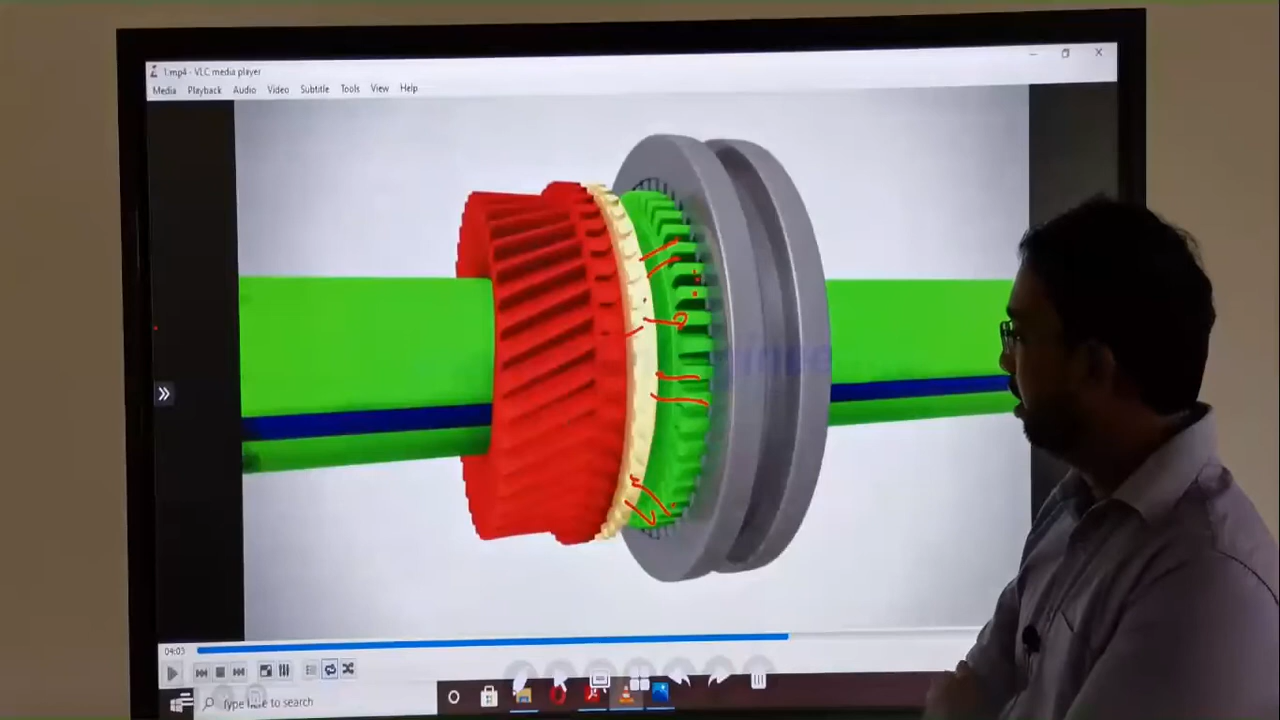 1.mp4 - VLC media player
Media Playback Audio Video Subtitle Tools View Help
04:03
Type here to search